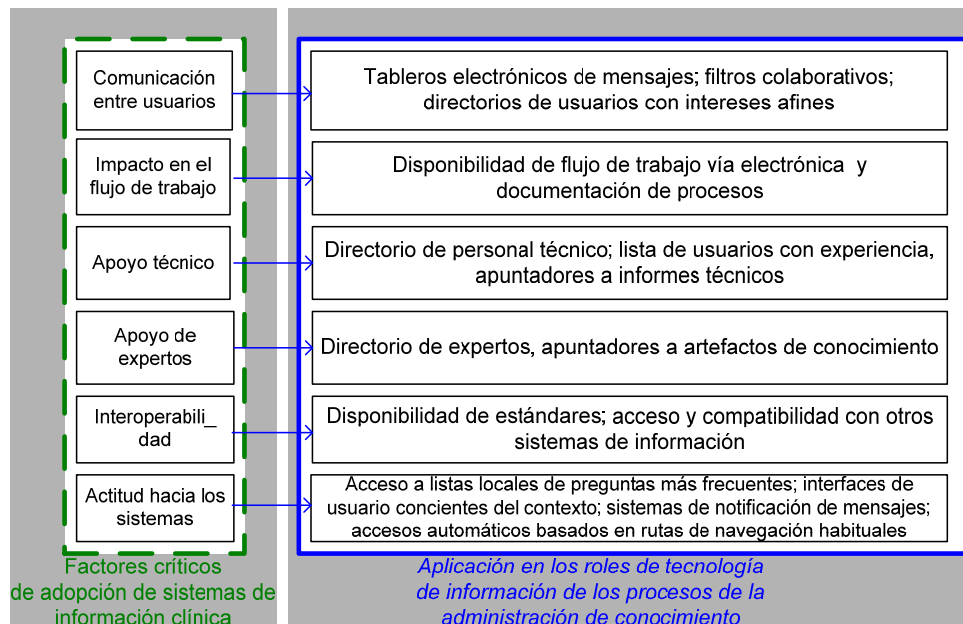 Comunicación
entre usuarios
Tableros electrónicos de mensajes; filtros colaborativos;
directorios de usuarios con intereses afines
Impacto en el
flujo de trabajo
Disponibilidad de flujo de trabajo vía electrónica y
documentación de procesos
Apoyo técnico
Directorio de personal técnico; lista de usuarios con experiencia,
apuntadores a informes técnicos
Apoyo de
expertos
Directorio de expertos, apuntadores a artefactos de conocimiento
Interoperabili_
dad
Disponibilidad de estándares; acceso y compatibilidad con otros
sistemas de información
Actitud hacia los
sistemas
Acceso a listas locales de preguntas más frecuentes; interfaces de
usuario concientes del contexto; sistemas de notificación de mensajes;
accesos automáticos basados en rutas de navegación habituales
Factores críticos
de adopción de sistemas de
información clínica
Aplicación en los roles de tecnología
de información de los procesos de la
administración de conocimiento